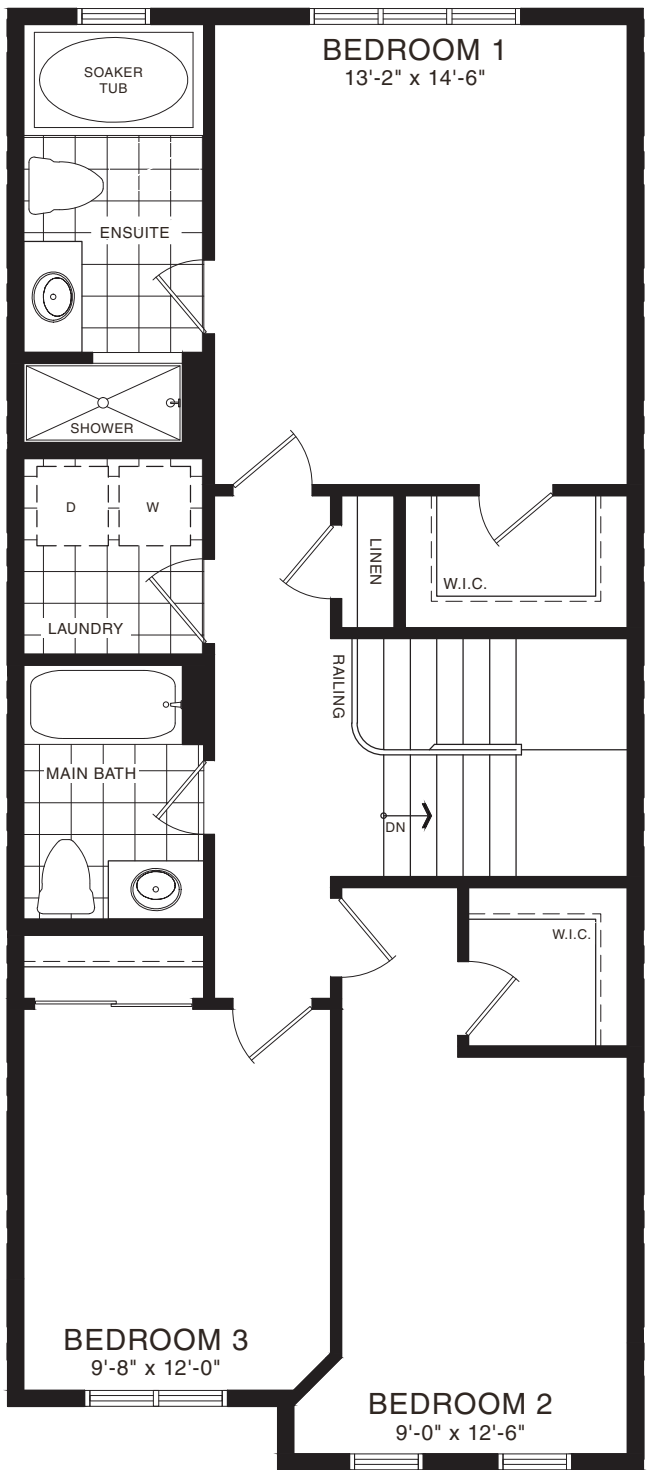 BEDROOM 1
13'-2" x 14'-6"
SOAKER
TUB
ENSUITE
SHOWER
D
W
LINEN
W.I.C.
LAUNDRY
RAILING
MAIN BATH
DN
W.I.C.
BEDROOM 3
9'-8" x 12'-0"
BEDROOM 2
9'-0" x 12'-6"